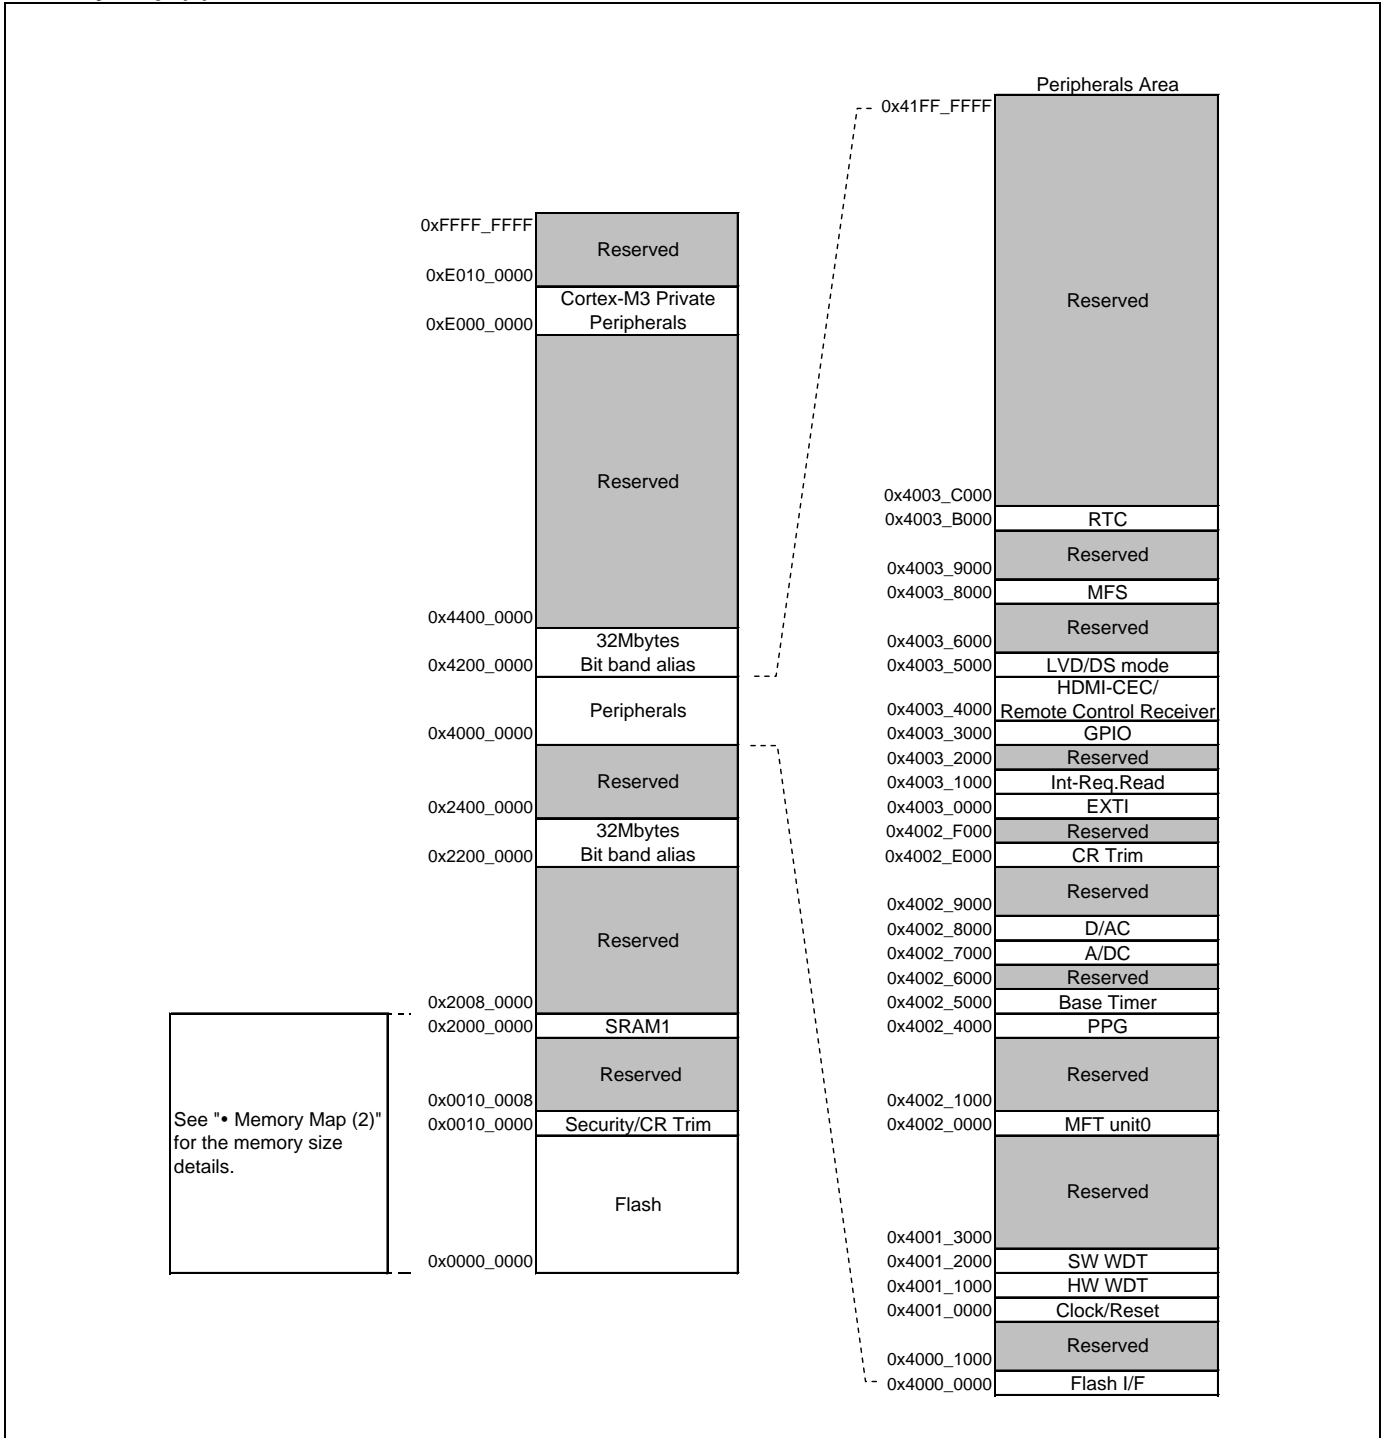 Peripherals Area
0x41FF_FFFF
Reserved
0x4003_C000
0x4003_B000 RTC
Reserved
0x4003_9000
0x4003_8000 MFS
Reserved
0x4003_6000
0x4003_5000 LVD/DS mode
HDMI-CEC/
0x4003_4000 Remote Control Receiver
0x4003_3000 GPIO
0x4003_2000 Reserved
0x4003_1000 Int-Req.Read
0x4003_0000 EXTI
0x4002_F000 Reserved
0x4002_E000 CR Trim
Reserved
0x4002_9000
0x4002_8000 D/AC
0x4002_7000 A/DC
0x4002_6000 Reserved
0x4002_5000 Base Timer
0x4002_4000 PPG
Reserved
0x4002_1000
0x4002_0000 MFT unit0
Reserved
0x4001_3000
0x4001_2000 SW WDT
0x4001_1000 HW WDT
0x4001_0000 Clock/Reset
Reserved
0x4000_1000
0x4000_0000 Flash I/F
0xFFFF_FFFF
Reserved
0xE010_0000
Cortex-M3 Private
0xE000_0000 Peripherals
Reserved
0x4400_0000
32Mbytes
0x4200_0000 Bit band alias
Peripherals
0x4000_0000
Reserved
0x2400_0000
32Mbytes
0x2200_0000 Bit band alias
Reserved
0x2008_0000
0x2000_0000 SRAM1
Reserved
0x0010_0008
0x0010_0000 Security/CR Trim
Flash
0x0000_0000
See "• Memory Map (2)"
for the memory size
details.